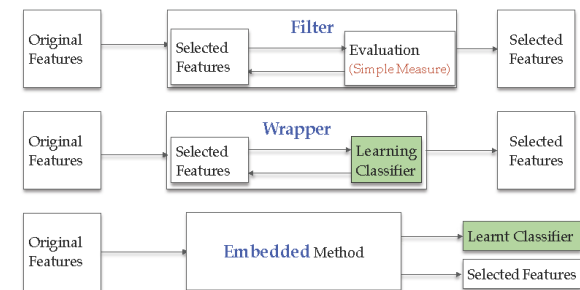 Filter
Original
Features
Selected
Features
Evaluation
(Simple Measure)
Selected
Features
Wrapper
Original
Features
Selected
Features
Learning
Classifier
Selected
Features
Original
Features
Embedded Method
Learnt Classifier
Selected Features